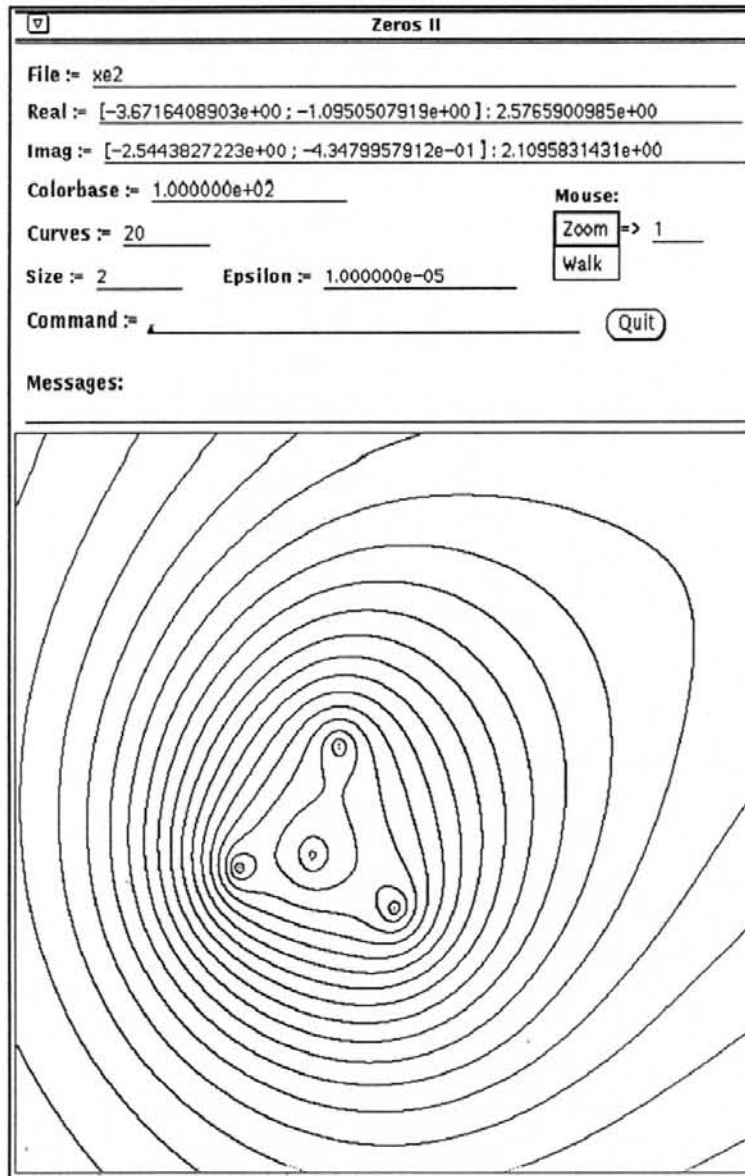 Zeros II
File := xe2
Real := [-3.6716408903e+00 ; -1.0950507919e+00 ] : 2.5765900985e+00
Imag := [-2.5443827223e+00 ; -4.3479957912e-01 ] : 2.1095831431e+00
Colorbase := 1.000000e+02
Mouse:
Curves := 20
Zoom => 1
Walk
Size := 2 Epsilon := 1.000000e-05
Command :=
Quit
Messages: